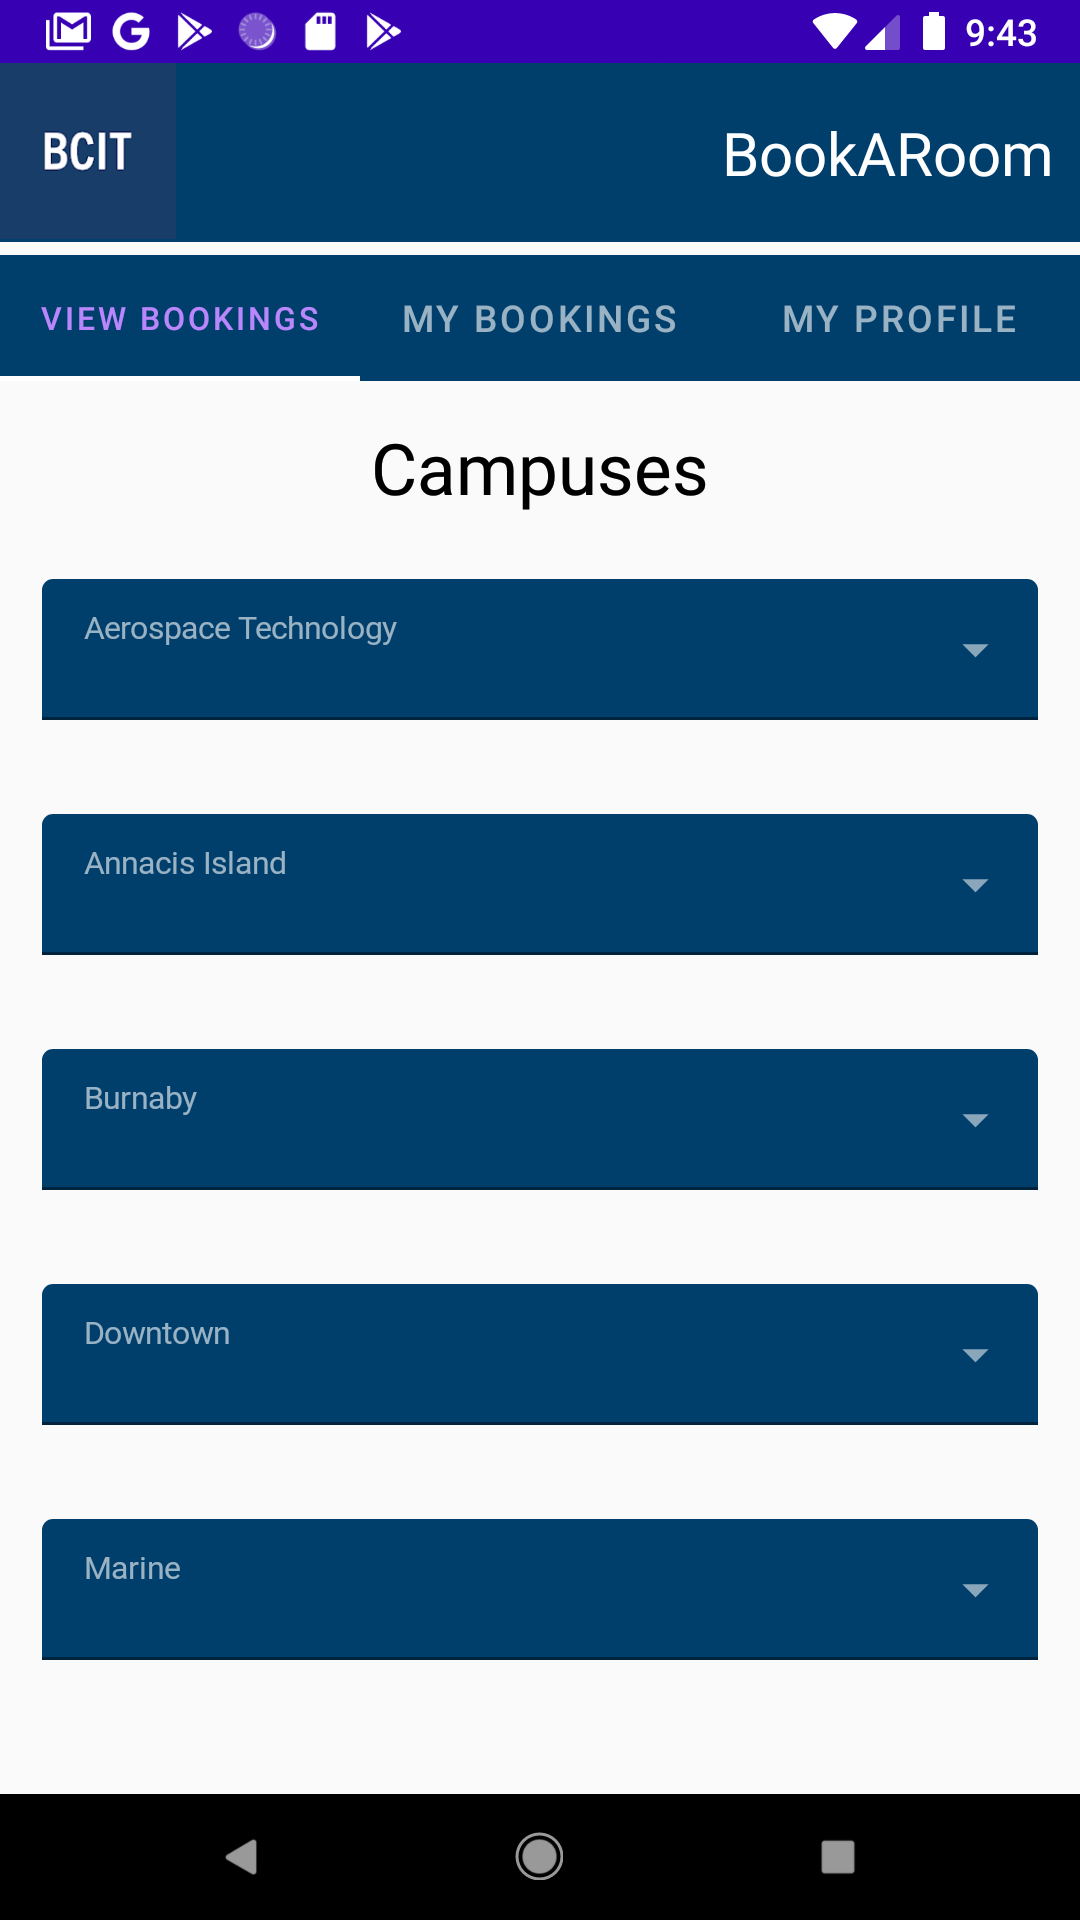 9:43
BCIT
BookARoom
VIEW BOOKINGS MY BOOKINGS MY PROFILE
Campuses
Aerospace Technology
Annacis Island
Burnaby
Downtown
Marine